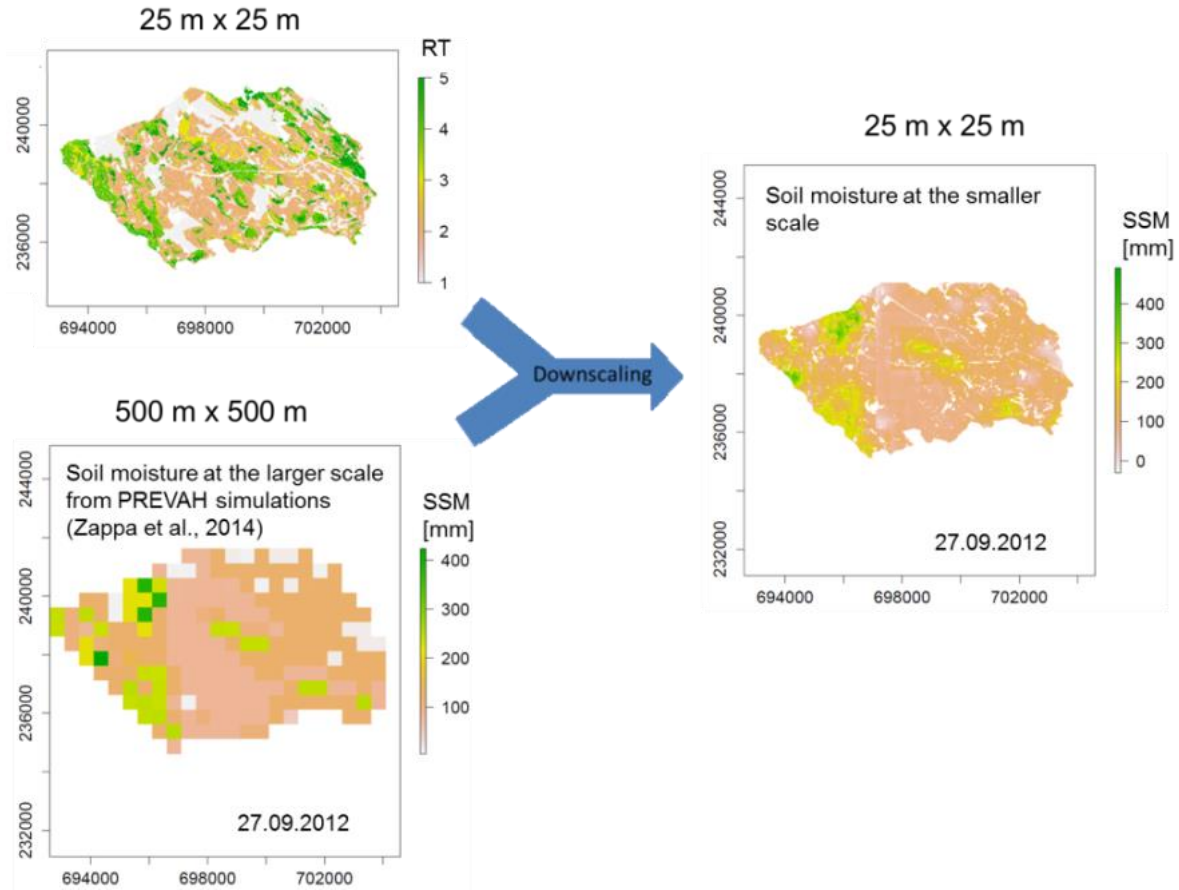 25 m x 25 m
RT
5
4
3
2
1
240000
236000
694000 698000 702000
500 m x 500 m
Soil moisture at the larger scale
from PREVAH simulations
(Zappa et al., 2014)
SSM
[mm]
400
300
200
100
244000
240000
236000
232000
27.09.2012
694000 698000 702000
Downscaling
25 m x 25 m
Soil moisture at the smaller
scale
SSM
[mm]
400
300
200
100
0
244000
240000
236000
232000
27.09.2012
694000 698000 702000